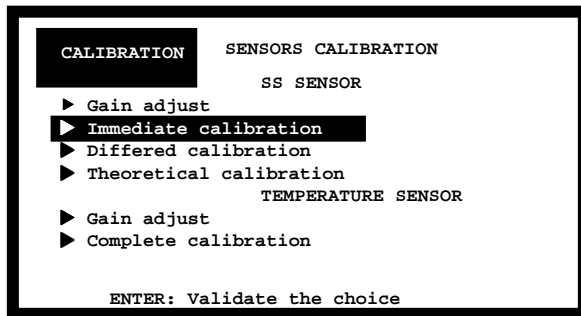 CALIBRATION SENSORS CALIBRATION
SS SENSOR
Gain adjust
Immediate calibration
Differed calibration
Theoretical calibration
TEMPERATURE SENSOR
Gain adjust
Complete calibration
ENTER: Validate the choice